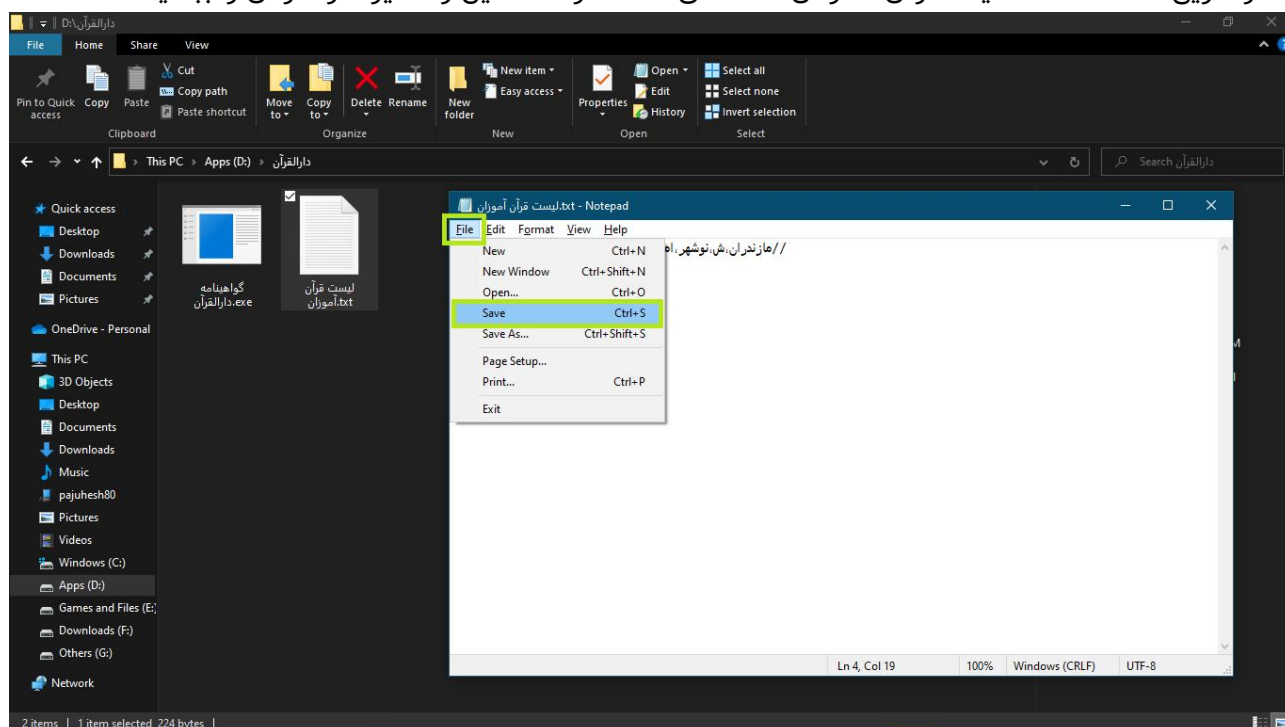 D:\دارالقرآن
File Home Share View
Pin to Quick access
Copy
Paste
Cut
Copy path
Paste shortcut
Clipboard
Move to
Copy to
Delete
Rename
Organize
New folder
New item
Easy access
New
Properties
Open
Edit
History
Open
Select all
Select none
Invert selection
Select
This PC › Apps (D:) › دارالقرآن
Search دارالقرآن
Quick access
Desktop
Downloads
Documents
Pictures
OneDrive - Personal
This PC
3D Objects
Desktop
Documents
Downloads
Music
pajuhesh80
Pictures
Videos
Windows (C:)
Apps (D:)
Games and Files (E:)
Downloads (F:)
Others (G:)
Network
گواهینامه
دارالقرآن.exe
لیست قرآن
آموزان.txt
لیست قرآن آموزان.txt - Notepad
File Edit Format View Help
//مازندران،ش،نوشهر،
New Ctrl+N
New Window Ctrl+Shift+N
Open... Ctrl+O
Save Ctrl+S
Save As... Ctrl+Shift+S
Page Setup...
Print... Ctrl+P
Exit
Ln 4, Col 19 100% Windows (CRLF) UTF-8
2 items 1 item selected 224 bytes